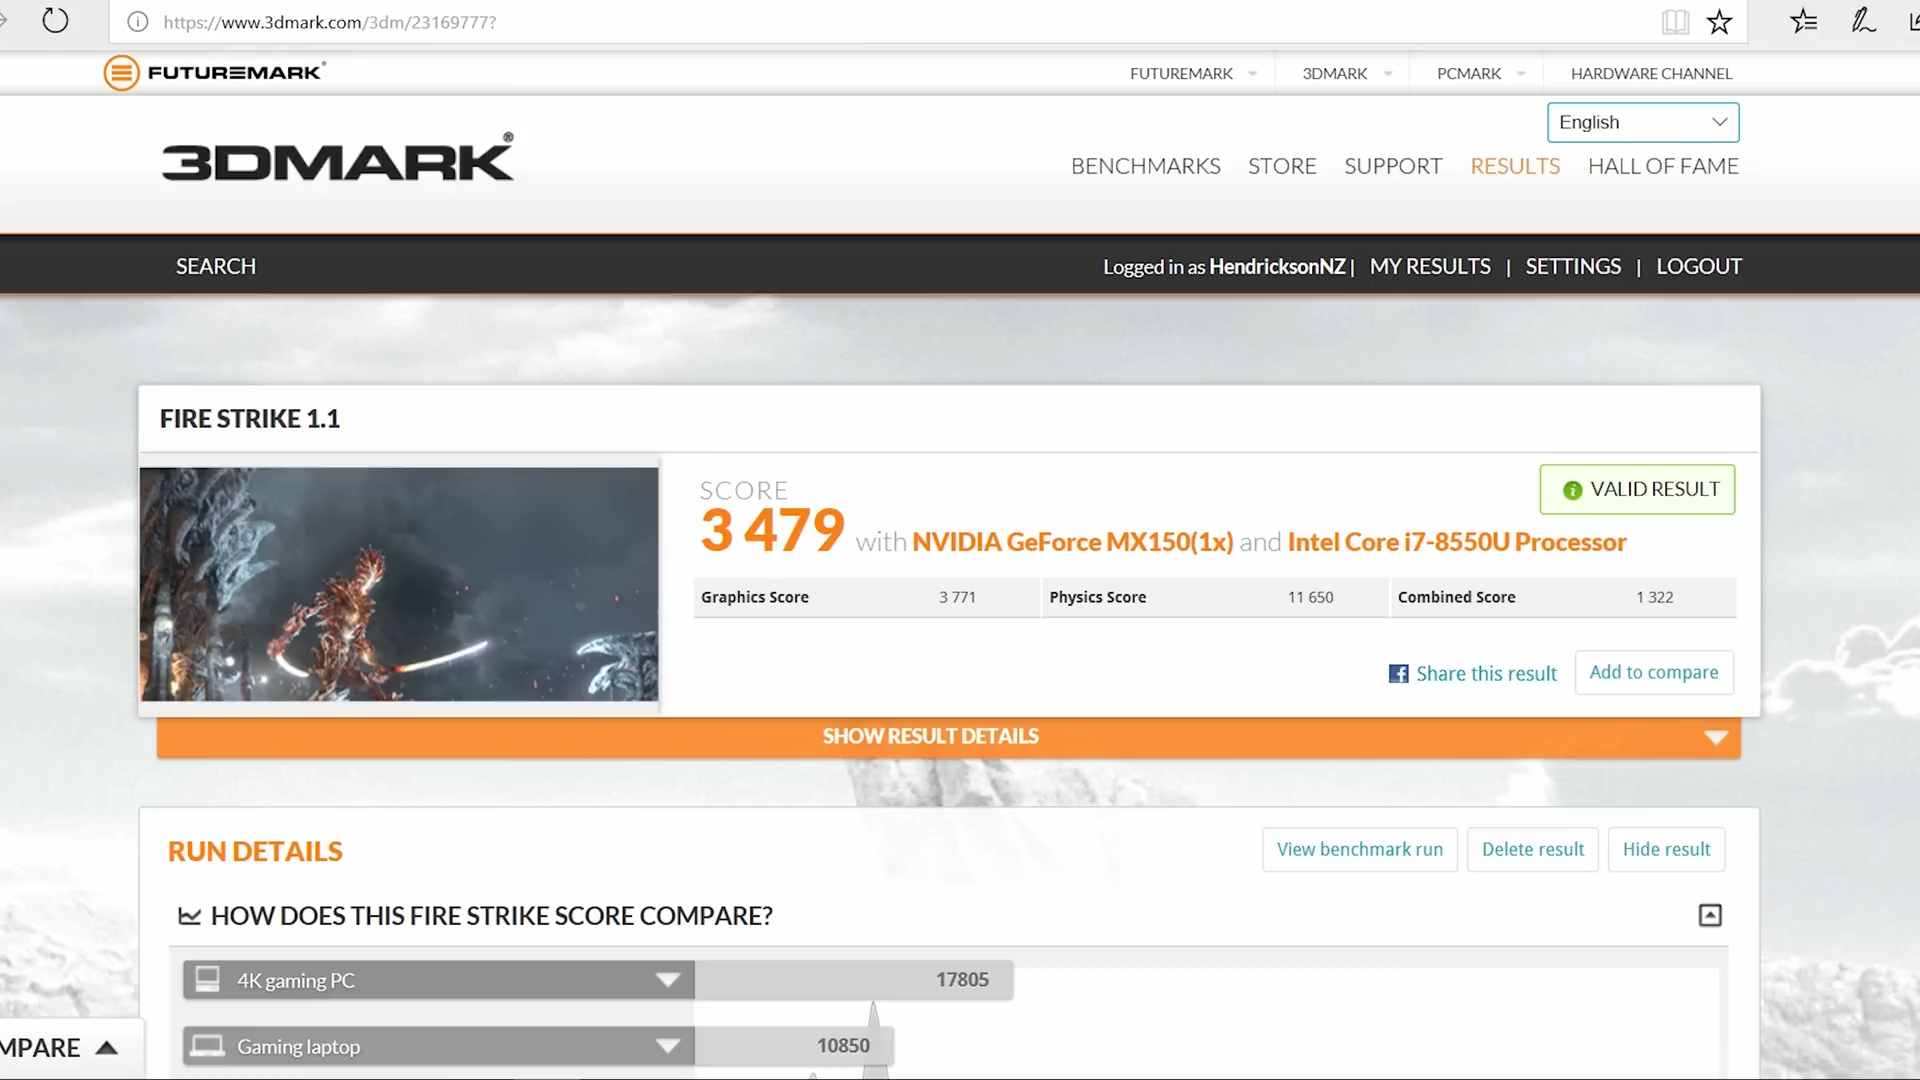 https://www.3dmark.com/3dm/23169777?
FUTUREMARK®
FUTUREMARK 3DMARK PCMARK HARDWARE CHANNEL
English
3DMARK®
BENCHMARKS STORE SUPPORT RESULTS HALL OF FAME
SEARCH
Logged in as HendricksonNZ | MY RESULTS | SETTINGS | LOGOUT
FIRE STRIKE 1.1
SCORE
VALID RESULT
3 479 with NVIDIA GeForce MX150(1x) and Intel Core i7-8550U Processor
Graphics Score 3 771 Physics Score 11 650 Combined Score 1 322
Share this result Add to compare
SHOW RESULT DETAILS
RUN DETAILS
View benchmark run Delete result Hide result
HOW DOES THIS FIRE STRIKE SCORE COMPARE?
4K gaming PC 17805
MPARE
Gaming laptop 10850